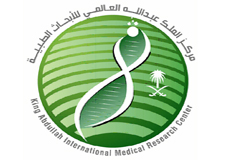 مركز الملك عبدالله العالمي للأبحاث الطبية
King Abdullah International Medical Research Center